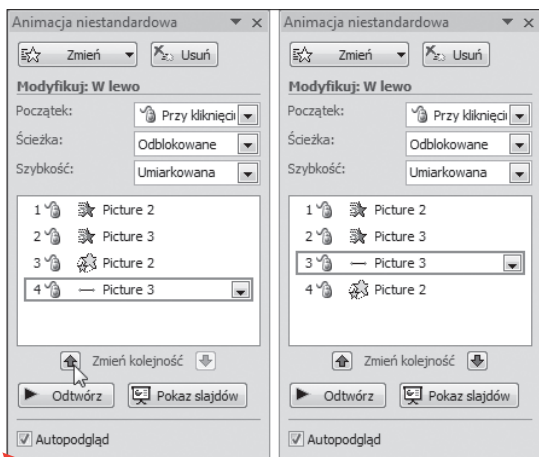 Animacja niestandardowa
Zmień Usuń
Modyfikuj: W lewo
Początek: Przy kliknięci
Ścieżka: Odblokowane
Szybkość: Umiarkowana
1 Picture 2
2 Picture 3
3 Picture 2
4 Picture 3
Zmień kolejność
Odtwórz Pokaz slajdów
Autopodgląd
Animacja niestandardowa
Zmień Usuń
Modyfikuj: W lewo
Początek: Przy kliknięci
Ścieżka: Odblokowane
Szybkość: Umiarkowana
1 Picture 2
2 Picture 3
3 Picture 3
4 Picture 2
Zmień kolejność
Odtwórz Pokaz slajdów
Autopodgląd